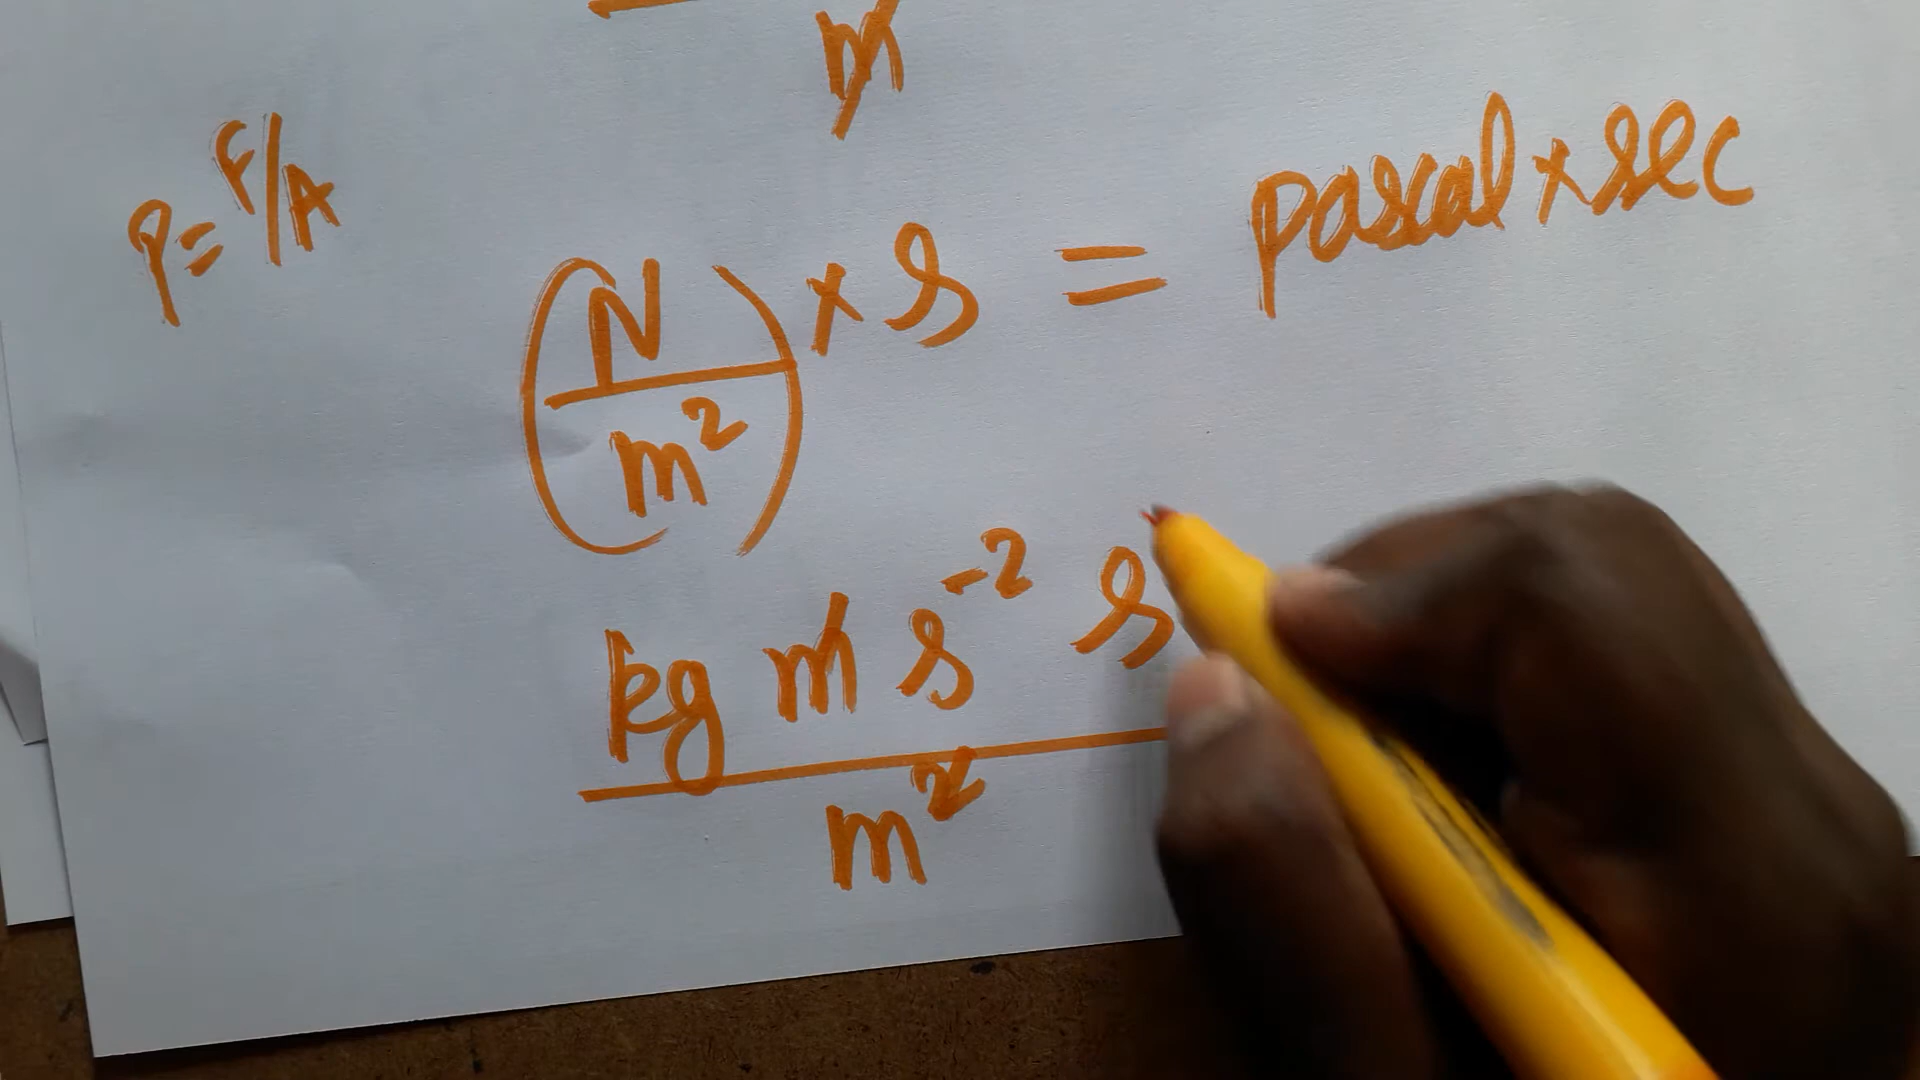 m
P = F/A
(N/m²) × s = pascal × sec
kg m s⁻² s
m²